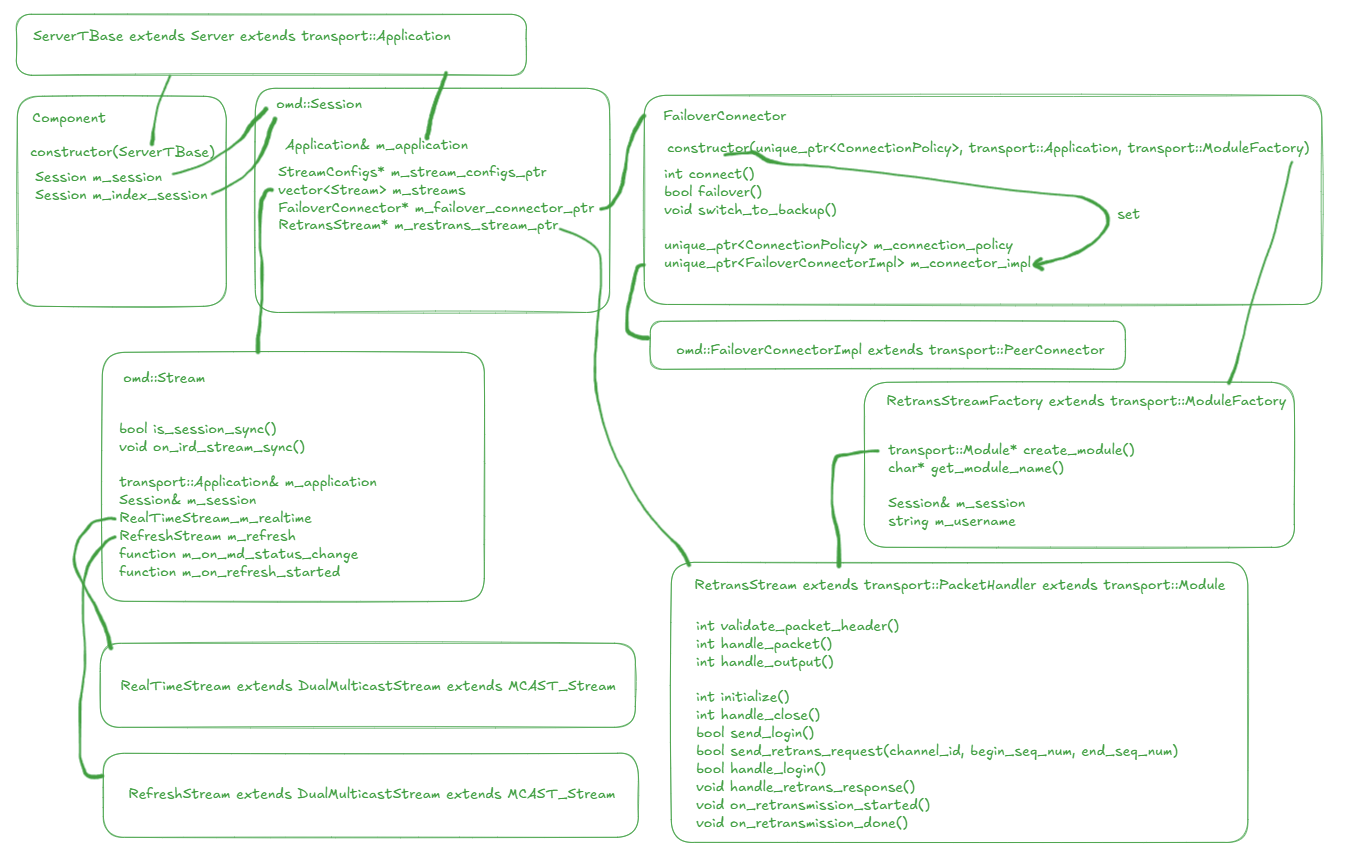 ServerTBase extends Server extends transport::Application
Component
constructor(ServerTBase)
Session m_session
Session m_index_session
omd::Session
Application& m_application
StreamConfigs* m_stream_configs_ptr
vector<Stream> m_streams
FailoverConnector* m_failover_connector_ptr
RetransStream* m_restrans_stream_ptr
FailoverConnector
constructor(unique_ptr<ConnectionPolicy>, transport::Application, transport::ModuleFactory)
int connect()
bool failover()
void switch_to_backup()
set
unique_ptr<ConnectionPolicy> m_connection_policy
unique_ptr<FailoverConnectorImpl> m_connector_impl
omd::FailoverConnectorImpl extends transport::PeerConnector
omd::Stream
bool is_session_sync()
void on_ird_stream_sync()
transport::Application& m_application
Session& m_session
RealTimeStream_m_realtime
RefreshStream m_refresh
function m_on_md_status_change
function m_on_refresh_started
RetransStreamFactory extends transport::ModuleFactory
transport::Module* create_module()
char* get_module_name()
Session& m_session
string m_username
RetransStream extends transport::PacketHandler extends transport::Module
int validate_packet_header()
int handle_packet()
int handle_output()
int initialize()
int handle_close()
bool send_login()
bool send_retrans_request(channel_id, begin_seq_num, end_seq_num)
bool handle_login()
void handle_retrans_response()
void on_retransmission_started()
void on_retransmission_done()
RealTimeStream extends DualMulticastStream extends MCAST_Stream
RefreshStream extends DualMulticastStream extends MCAST_Stream